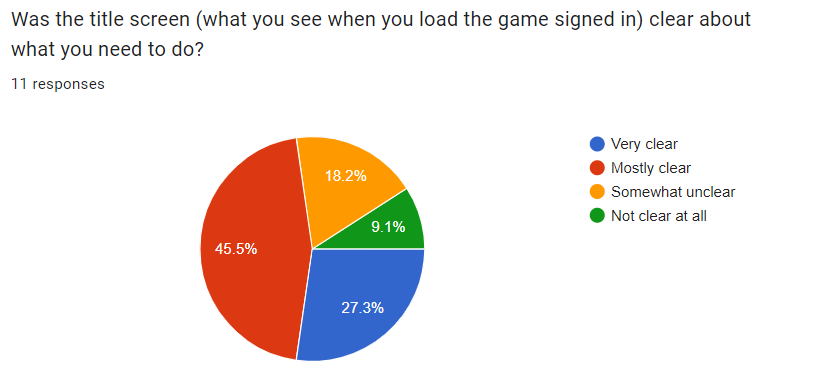 Was the title screen (what you see when you load the game signed in) clear about
what you need to do?
11 responses
Very clear
Mostly clear
Somewhat unclear
Not clear at all
18.2%
9.1%
45.5%
27.3%